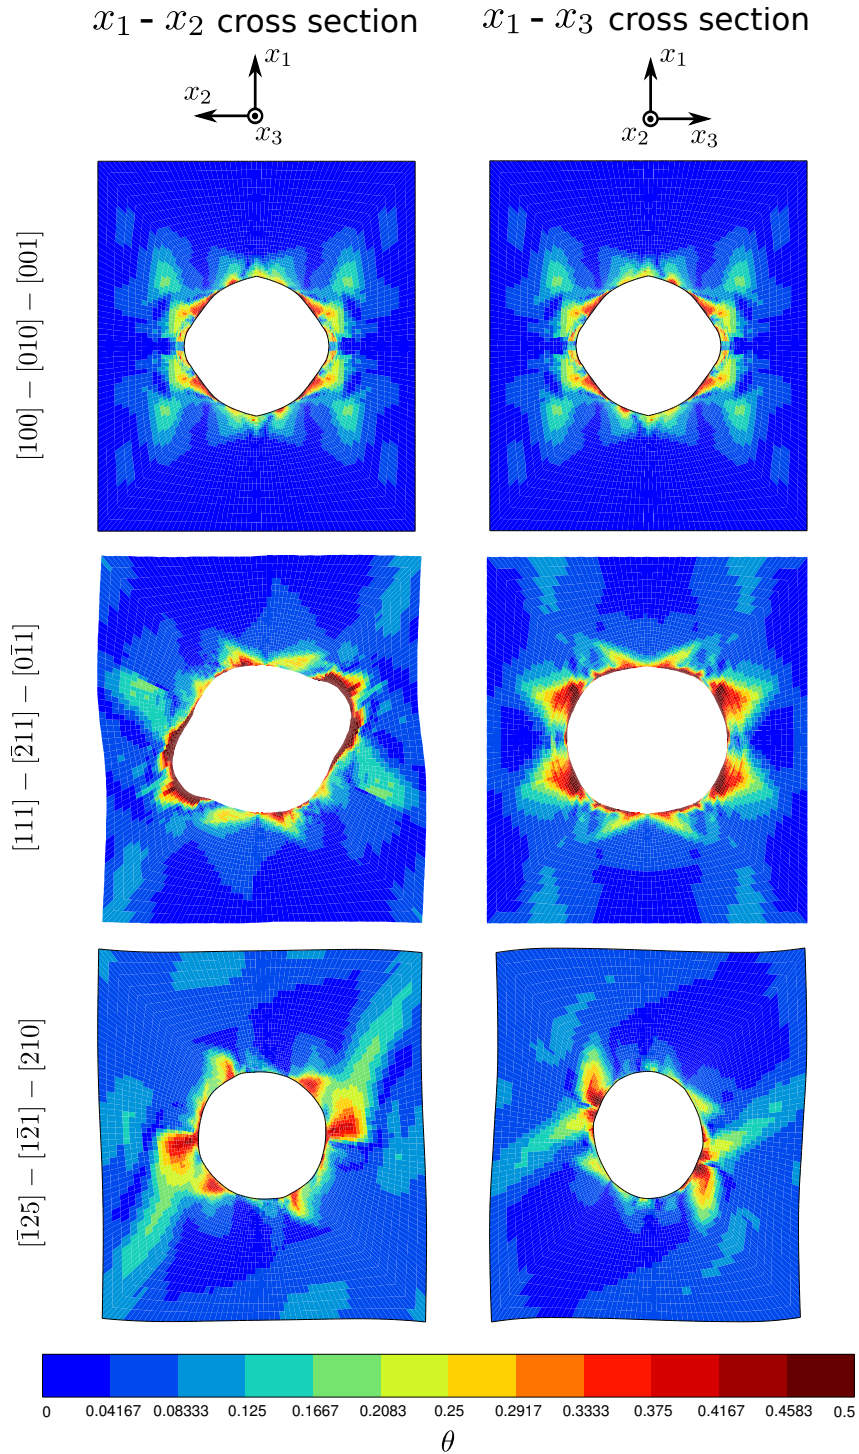 x₁ - x₂ cross section x₁ - x₃ cross section
x₁ x₁
x₂
x₃ x₂ x₃
[100] − [010] − [001]
[111] − [2̄11] − [01̄1]
[1̄25] − [12̄1] − [210]
0 0.04167 0.08333 0.125 0.1667 0.2083 0.25 0.2917 0.3333 0.375 0.4167 0.4583 0.5
θ